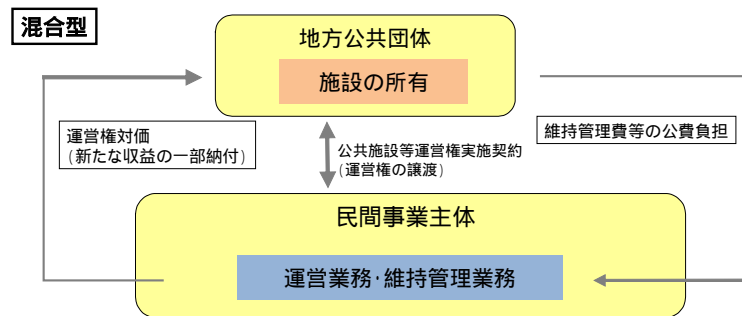 混合型
地方公共団体
施設の所有
運営権対価
(新たな収益の一部納付)
公共施設等運営権実施契約
(運営権の譲渡)
維持管理費等の公費負担
民間事業主体
運営業務・維持管理業務